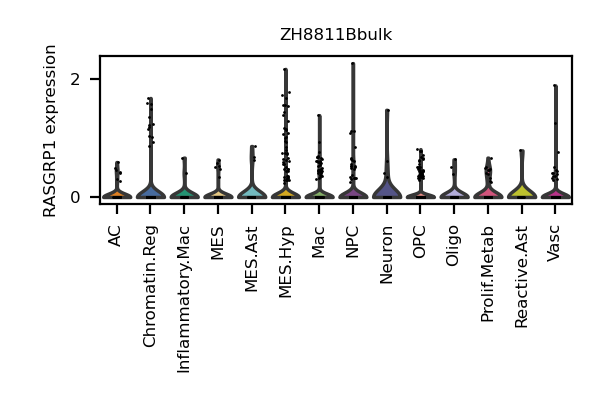 ZH8811Bbulk
RASGRP1 expression
2
0
AC
Chromatin.Reg
Inflammatory.Mac
MES
MES.Ast
MES.Hyp
Mac
NPC
Neuron
OPC
Oligo
Prolif.Metab
Reactive.Ast
Vasc